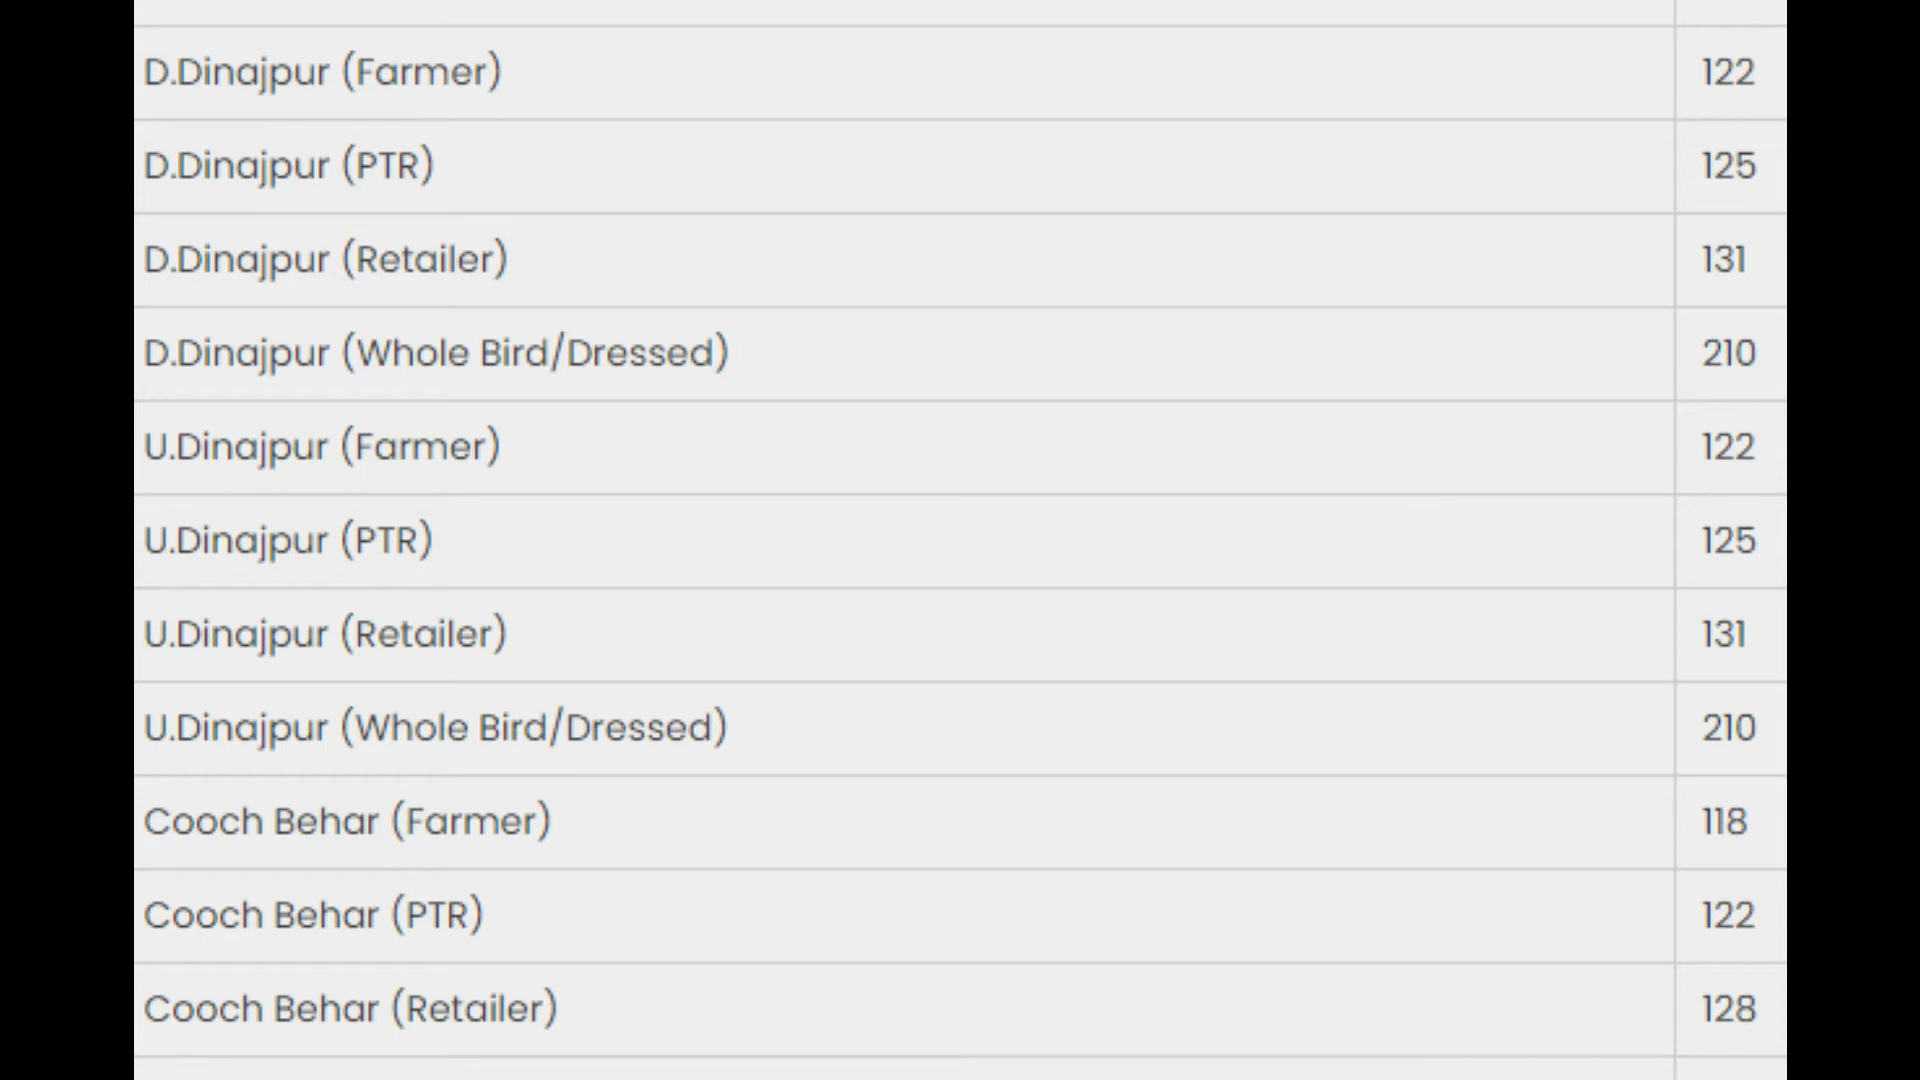 D.Dinajpur (Farmer) 122
D.Dinajpur (PTR) 125
D.Dinajpur (Retailer) 131
D.Dinajpur (Whole Bird/Dressed) 210
U.Dinajpur (Farmer) 122
U.Dinajpur (PTR) 125
U.Dinajpur (Retailer) 131
U.Dinajpur (Whole Bird/Dressed) 210
Cooch Behar (Farmer) 118
Cooch Behar (PTR) 122
Cooch Behar (Retailer) 128